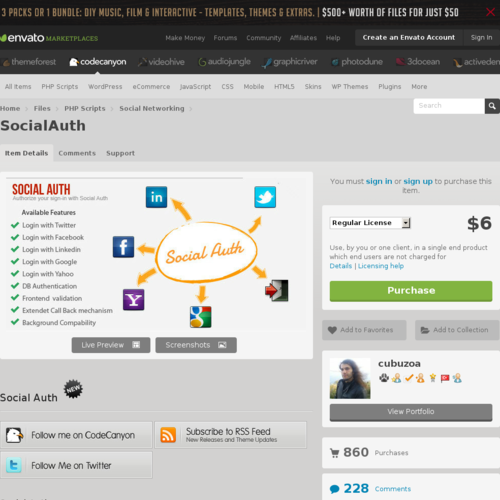 3 PACKS OR 1 BUNDLE: DIY MUSIC, FILM & INTERACTIVE - TEMPLATES, THEMES & EXTRAS. | $500+ WORTH OF FILES FOR JUST $50
envato MARKETPLACES
Make Money Forums Community Affiliates Help Create an Envato Account Sign In
themeforest codecanyon videohive audiojungle graphicriver photodune 3docean activeden
All Items PHP Scripts WordPress eCommerce JavaScript CSS Mobile HTML5 Skins WP Themes Plugins More
Home Files PHP Scripts Social Networking
Search
SocialAuth
Item Details Comments Support
SOCIAL AUTH
Authorize your sign-in with Social Auth
Available Features
Login with Twitter
Login with Facebook
Login with Linkedin
Login with Google
Login with Yahoo
DB Authentication
Frontend validation
Extendet Call Back mechanism
Background Compability
in
f
Y!
g
Social Auth
Live Preview Screenshots
You must sign in or sign up to purchase this item.
Regular License $6
Use, by you or one client, in a single end product
which end users are not charged for
Details | Licensing help
Purchase
Add to Favorites Add to Collection
cubuzoa
View Portfolio
860 Purchases
228 Comments
Social Auth
NEW
Follow me on CodeCanyon
Subscribe to RSS Feed
New Releases and Theme Updates
t
Follow Me on Twitter